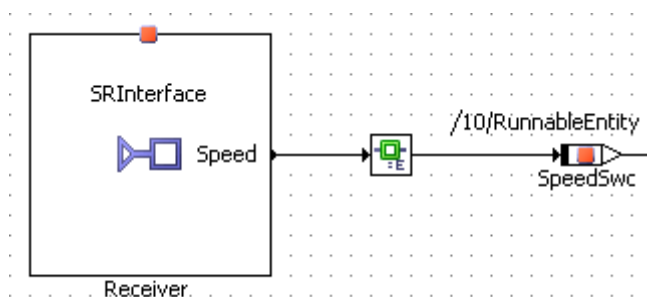 SRInterface
Speed
Receiver
=E
/10/RunnableEntity
SpeedSwc